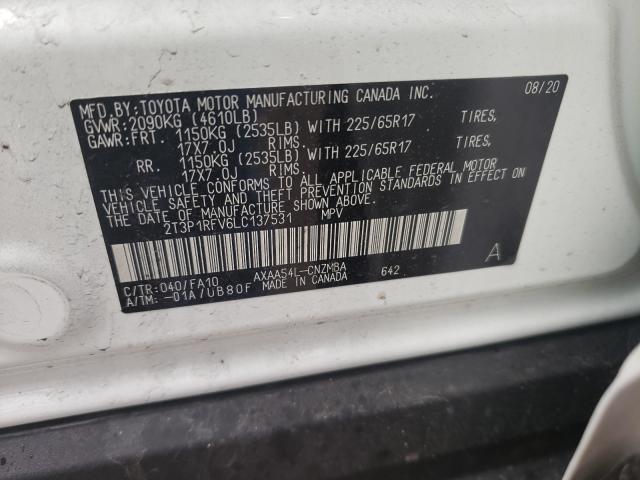 MFD. BY:TOYOTA MOTOR MANUFACTURING CANADA INC. 08/20
GVWR:2090KG (4610LB)
GAWR:FRT. 1150KG (2535LB) WITH 225/65R17 TIRES,
17X7.0J RIMS.
RR. 1150KG (2535LB) WITH 225/65R17 TIRES,
17X7.0J RIMS.
THIS VEHICLE CONFORMS TO ALL APPLICABLE FEDERAL MOTOR
VEHICLE SAFETY AND THEFT PREVENTION STANDARDS IN EFFECT ON
THE DATE OF MANUFACTURE SHOWN ABOVE.
2T3P1RFV6LC137531 MPV
C/TR:040/FA10 AXAA54L-CNZMBA 642 A
A/TM:-01A/UB80F MADE IN CANADA